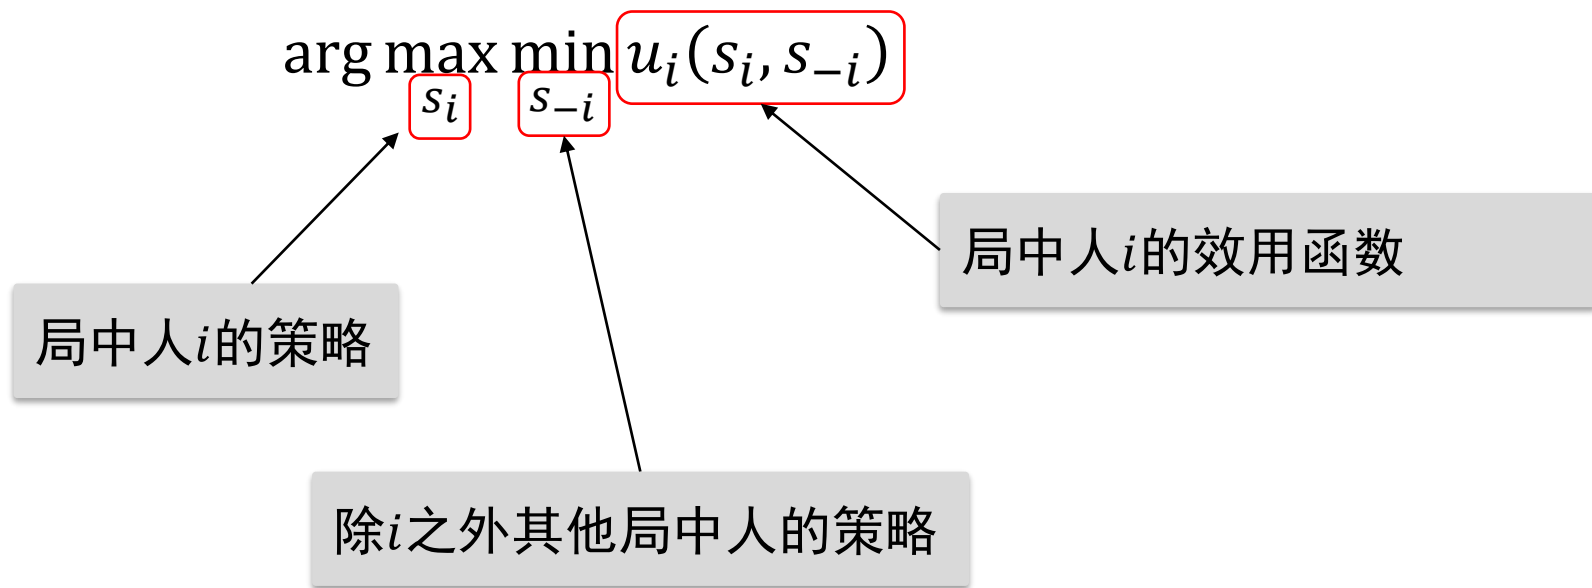 arg max min u_i(s_i, s_{−i})
s_i s_{−i}
局中人i的效用函数
局中人i的策略
除i之外其他局中人的策略